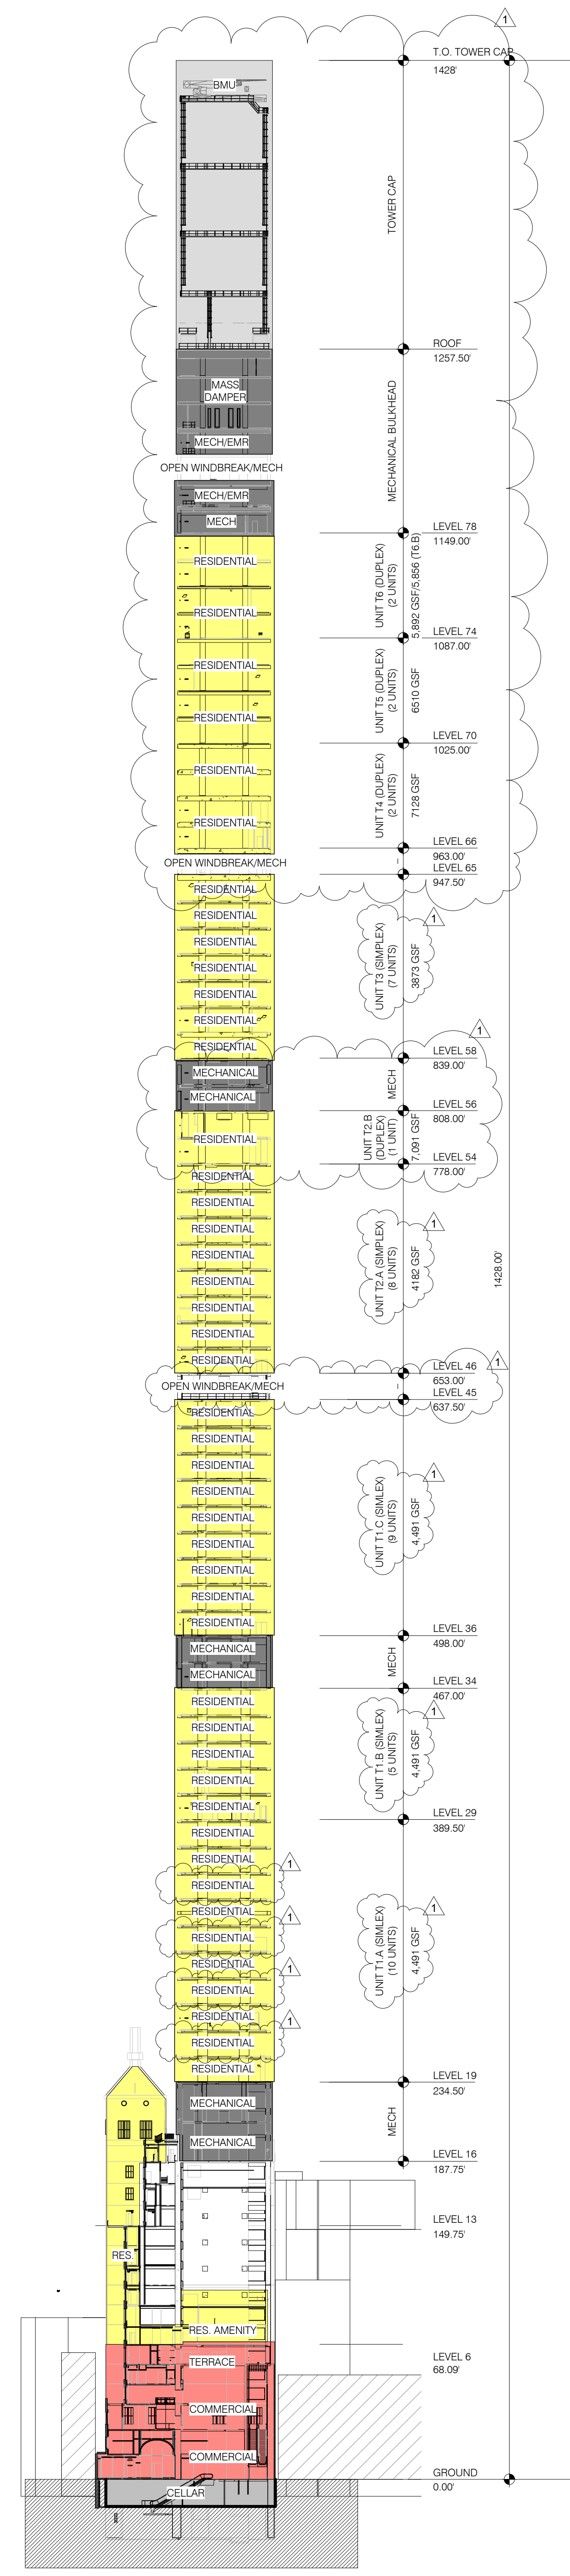 1
T.O. TOWER CAP
1428'
BMU
TOWER CAP
ROOF
1257.50'
MASS
DAMPER
MECH/EMR
MECHANICAL BULKHEAD
OPEN WINDBREAK/MECH
MECH/EMR
MECH
LEVEL 78
1149.00'
RESIDENTIAL
UNIT T6 (DUPLEX)
(2 UNITS)
5,892 GSF/5,856 (T6.B)
RESIDENTIAL
LEVEL 74
1087.00'
RESIDENTIAL
UNIT T5 (DUPLEX)
(2 UNITS)
6510 GSF
RESIDENTIAL
LEVEL 70
1025.00'
RESIDENTIAL
UNIT T4 (DUPLEX)
(2 UNITS)
7128 GSF
RESIDENTIAL
LEVEL 66
963.00'
OPEN WINDBREAK/MECH
LEVEL 65
947.50'
RESIDENTIAL
RESIDENTIAL
1
RESIDENTIAL
UNIT T3 (SIMPLEX)
(7 UNITS)
3873 GSF
RESIDENTIAL
RESIDENTIAL
RESIDENTIAL
1
RESIDENTIAL
LEVEL 58
839.00'
MECHANICAL
MECH
MECHANICAL
LEVEL 56
808.00'
RESIDENTIAL
UNIT T2.B
(DUPLEX)
(1 UNIT)
7,091 GSF
LEVEL 54
778.00'
RESIDENTIAL
RESIDENTIAL
1
RESIDENTIAL
UNIT T2.A (SIMPLEX)
(8 UNITS)
4182 GSF
RESIDENTIAL
1428.00'
RESIDENTIAL
RESIDENTIAL
RESIDENTIAL
RESIDENTIAL
1
LEVEL 46
653.00'
OPEN WINDBREAK/MECH
LEVEL 45
637.50'
RESIDENTIAL
RESIDENTIAL
RESIDENTIAL
1
RESIDENTIAL
UNIT T1.C (SIMLEX)
(9 UNITS)
4,491 GSF
RESIDENTIAL
RESIDENTIAL
RESIDENTIAL
RESIDENTIAL
RESIDENTIAL
LEVEL 36
498.00'
MECHANICAL
MECH
MECHANICAL
LEVEL 34
467.00'
RESIDENTIAL
1
RESIDENTIAL
UNIT T1.B (SIMLEX)
(5 UNITS)
4,491 GSF
RESIDENTIAL
RESIDENTIAL
RESIDENTIAL
LEVEL 29
389.50'
RESIDENTIAL
RESIDENTIAL
1
RESIDENTIAL
1
RESIDENTIAL
1
RESIDENTIAL
UNIT T1.A (SIMLEX)
(10 UNITS)
4,491 GSF
RESIDENTIAL
1
RESIDENTIAL
RESIDENTIAL
1
RESIDENTIAL
RESIDENTIAL
LEVEL 19
234.50'
MECHANICAL
MECH
MECHANICAL
LEVEL 16
187.75'
LEVEL 13
149.75'
RES.
RES. AMENITY
LEVEL 6
68.09'
TERRACE
COMMERCIAL
COMMERCIAL
GROUND
0.00'
CELLAR